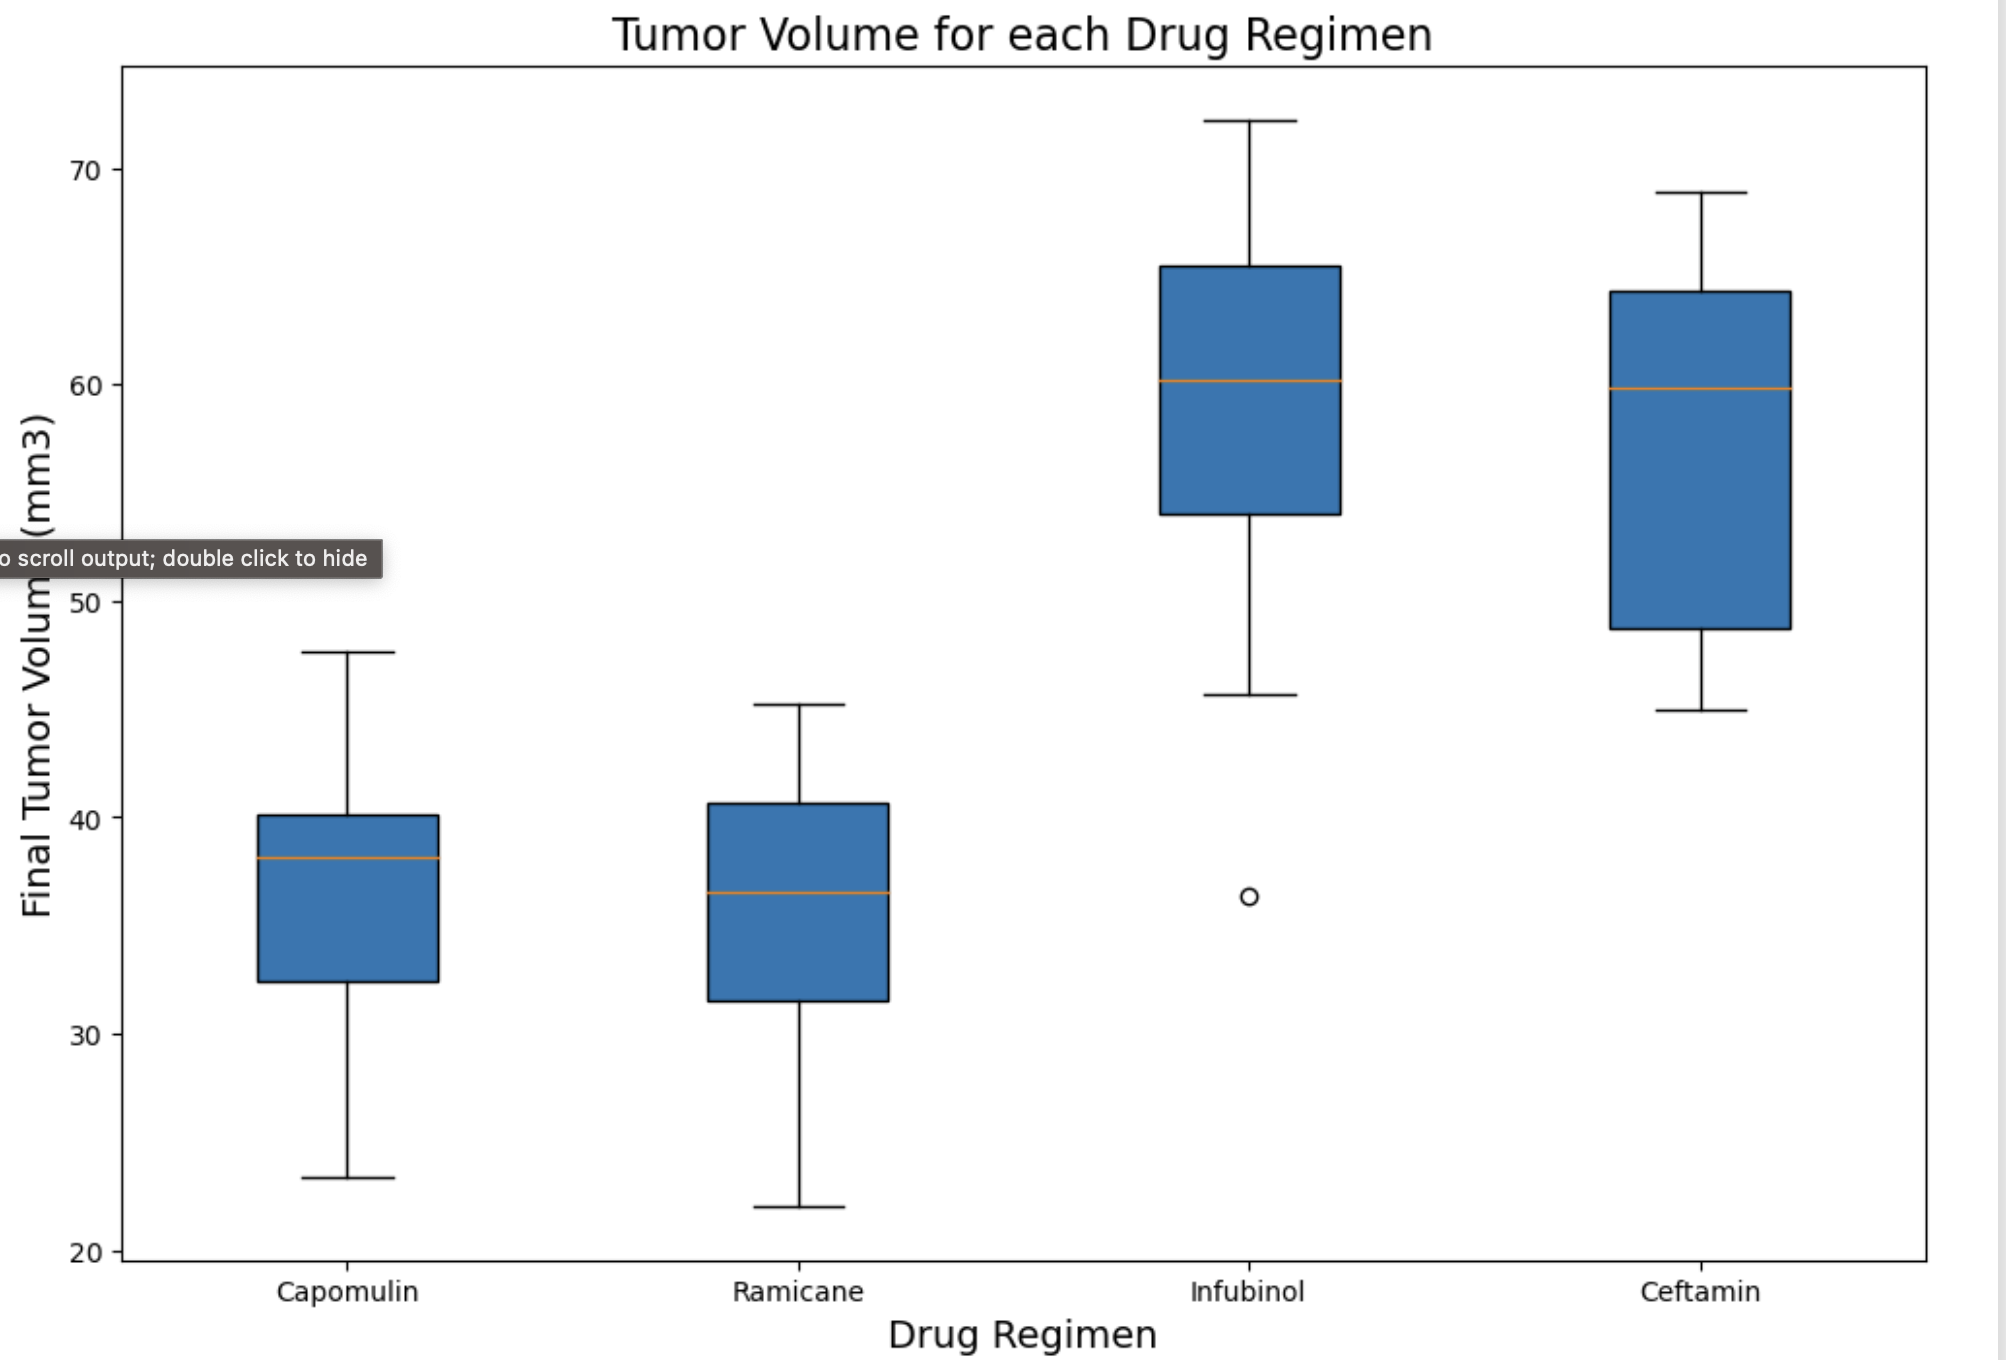 Tumor Volume for each Drug Regimen
70
60
50
40
30
20
Final Tumor Volum (mm3)
o scroll output; double click to hide
Capomulin
Ramicane
Infubinol
Ceftamin
Drug Regimen